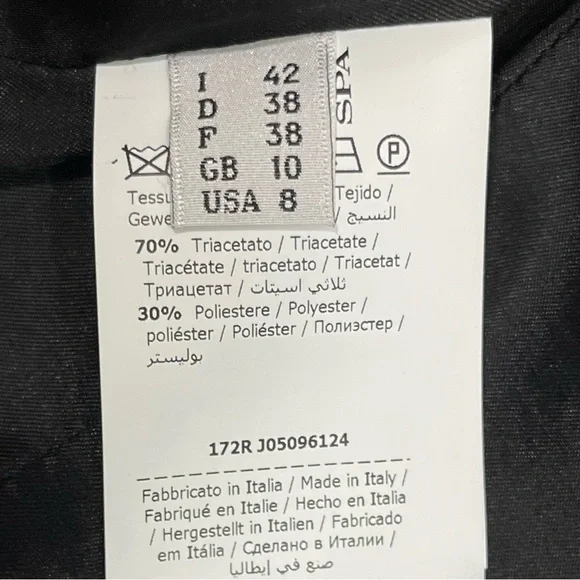 I 42
D 38
F 38
GB 10
USA 8
SPA
P
Tejido /
النسيج /
70% Triacetato / Triacetate /
Triacétate / triacetato / Triacetat /
Триацетат / ثلاثي اسيتات /
30% Poliestere / Polyester /
poliéster / Poliéster / Полиэстер /
بوليستر
172R J05096124
Fabbricato in Italia / Made in Italy /
Fabriqué en Italie / Hecho en Italia
/ Hergestellt in Italien / Fabricado
em Itália / Сделано в Италии /
صنع في إيطاليا